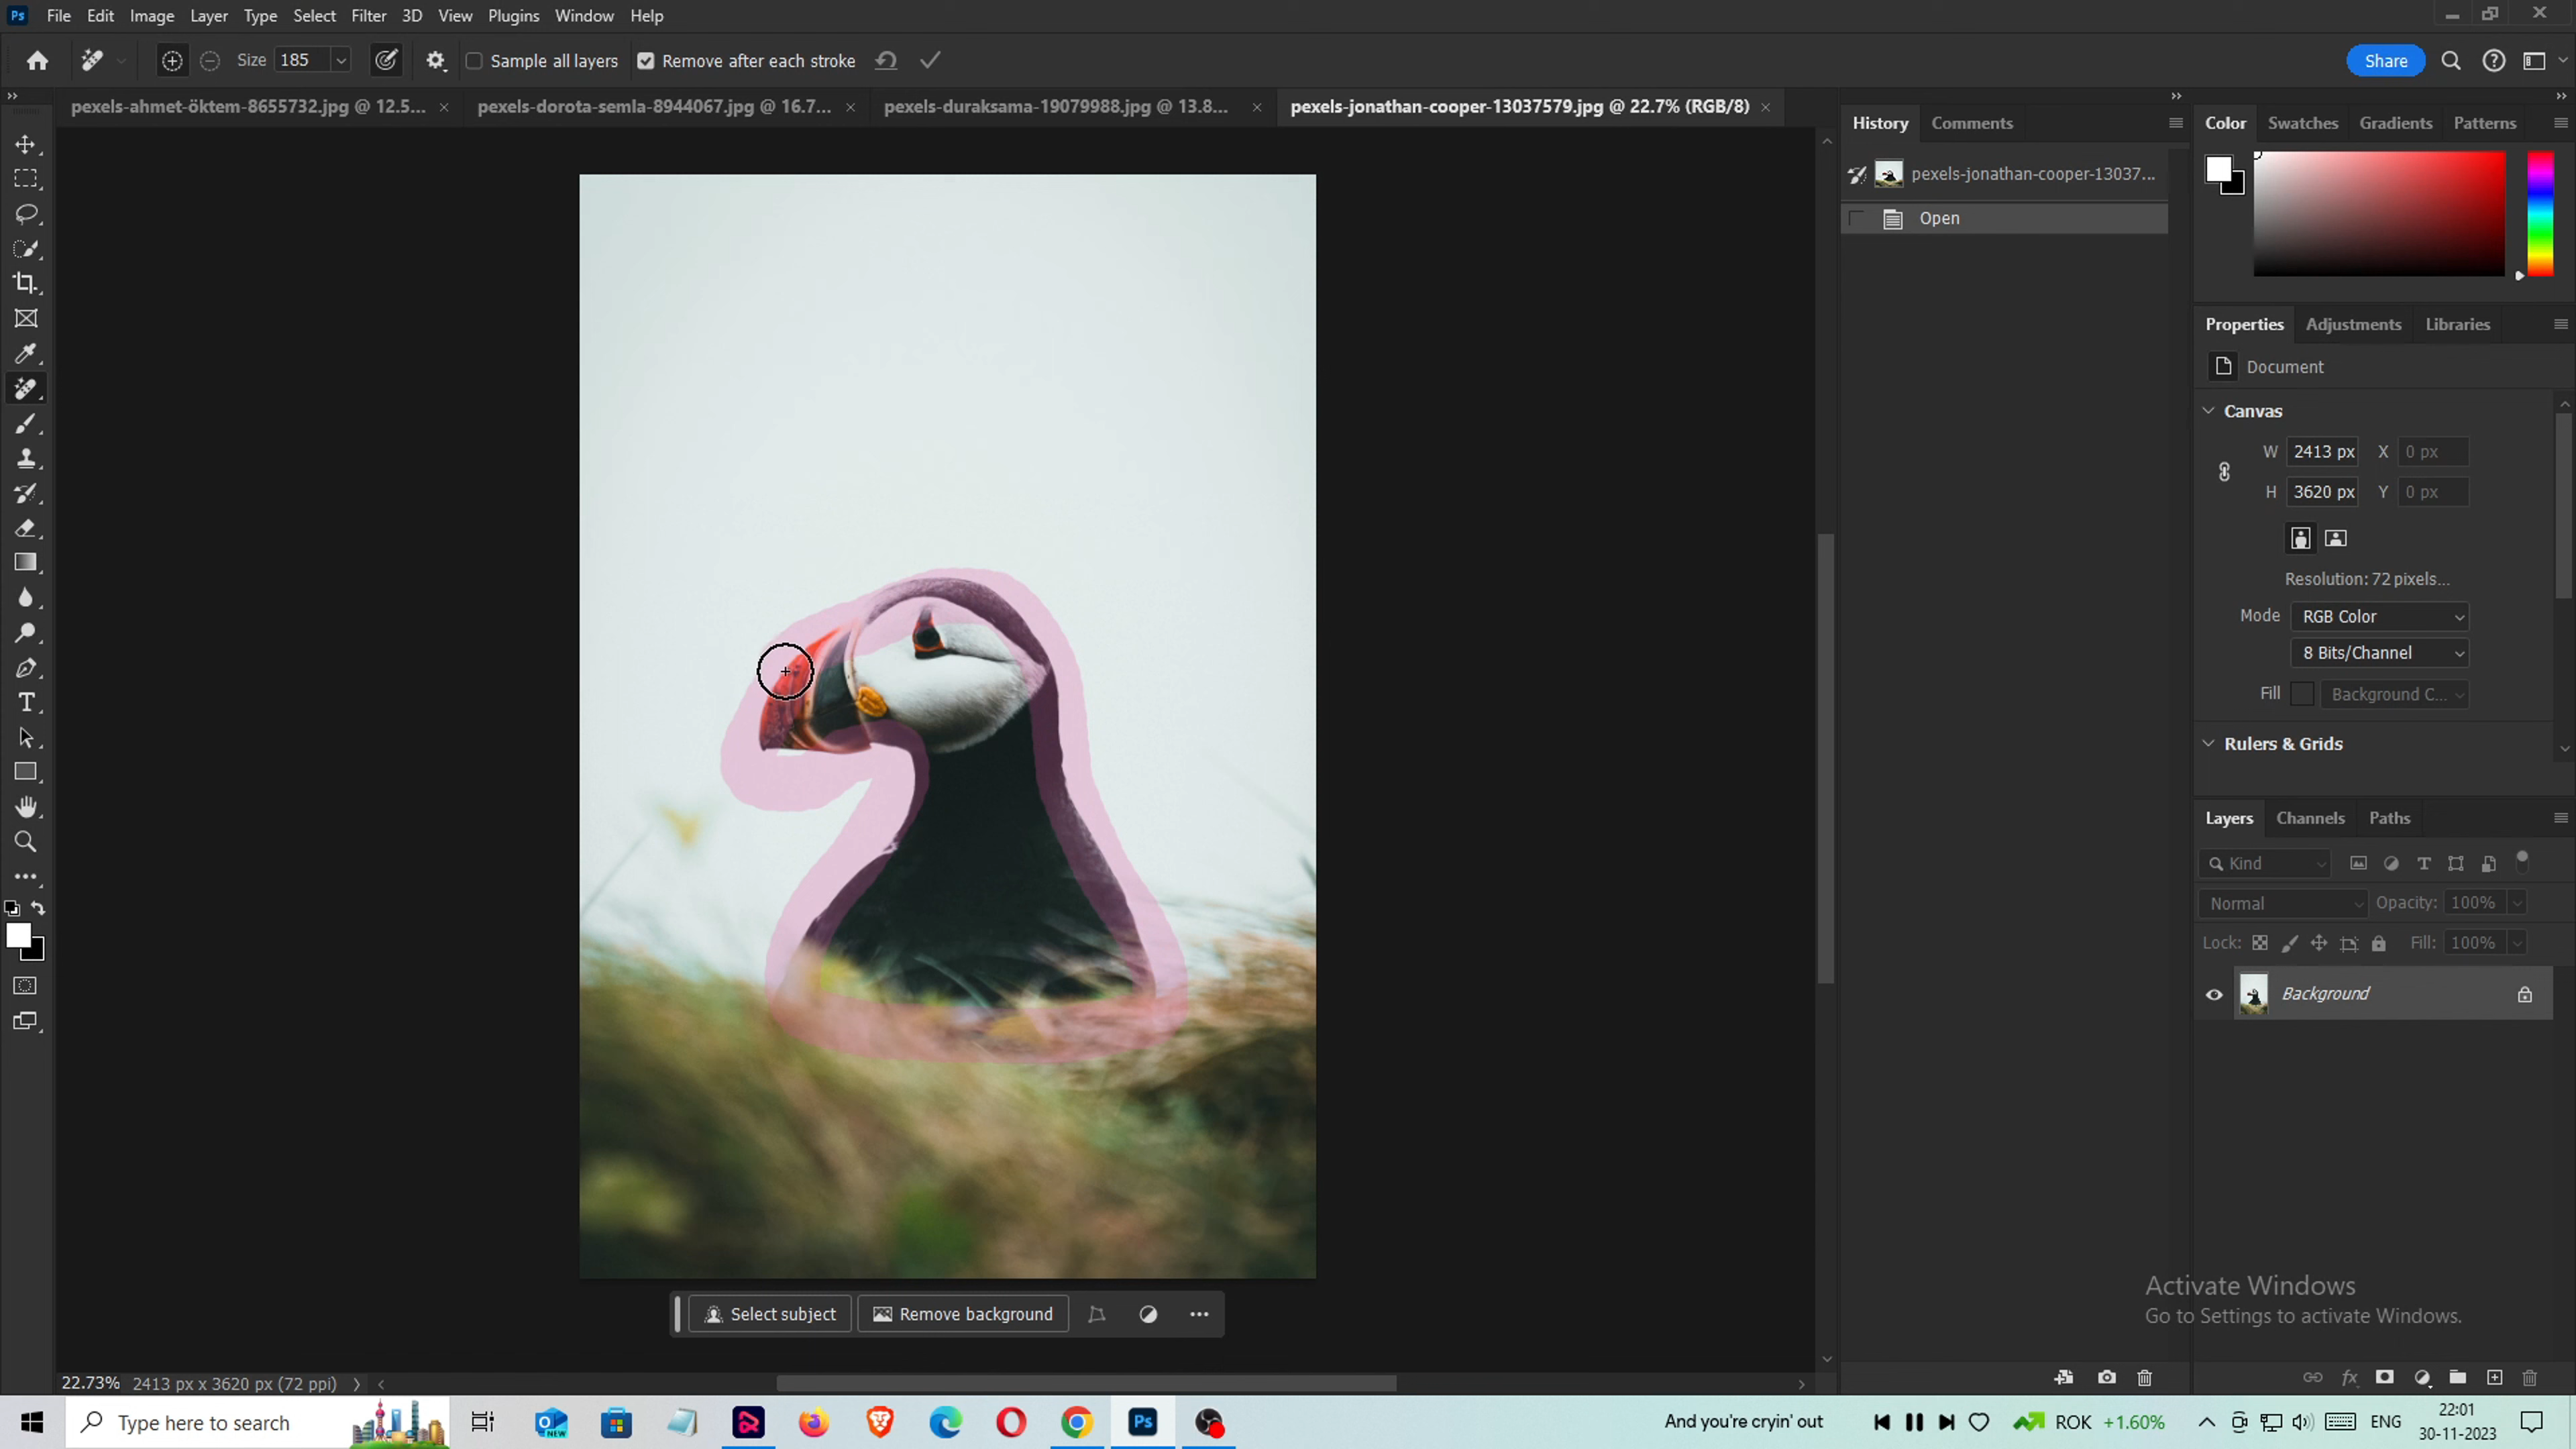 Ps File Edit Image Layer Type Select Filter 3D View Plugins Window Help
Size 185 Sample all layers Remove after each stroke Share
pexels-ahmet-öktem-8655732.jpg @ 12.5... pexels-dorota-semla-8944067.jpg @ 16.7... pexels-duraksama-19079988.jpg @ 13.8... pexels-jonathan-cooper-13037579.jpg @ 22.7% (RGB/8)
History Comments
pexels-jonathan-cooper-13037...
Open
Color Swatches Gradients Patterns
Properties Adjustments Libraries
Document
Canvas
W 2413 px X 0 px
H 3620 px Y 0 px
Resolution: 72 pixels...
Mode RGB Color
8 Bits/Channel
Fill Background C...
Rulers & Grids
Layers Channels Paths
Kind
Normal Opacity: 100%
Lock: Fill: 100%
Background
Select subject Remove background
Activate Windows
Go to Settings to activate Windows.
22.73% 2413 px x 3620 px (72 ppi)
Type here to search
NEW
Ps
And you're cryin' out
ROK +1.60%
ENG
22:01
30-11-2023